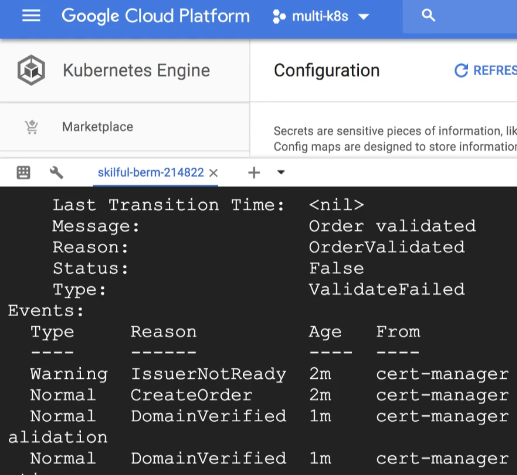 Google Cloud Platform multi-k8s
Kubernetes Engine
Configuration
Marketplace
Secrets are sensitive pieces of information,
Config maps are designed to store
skilful-berm-214822 ×
Last Transition Time: <nil>
Message: Order validated
Reason: OrderValidated
Status: False
Type: ValidateFailed
Events:
Type Reason Age From
---- ------ ---- ----
Warning IssuerNotReady 2m cert-manager
Normal CreateOrder 2m cert-manager
Normal DomainVerified 1m cert-manager
alidation
Normal DomainVerified 1m cert-manager